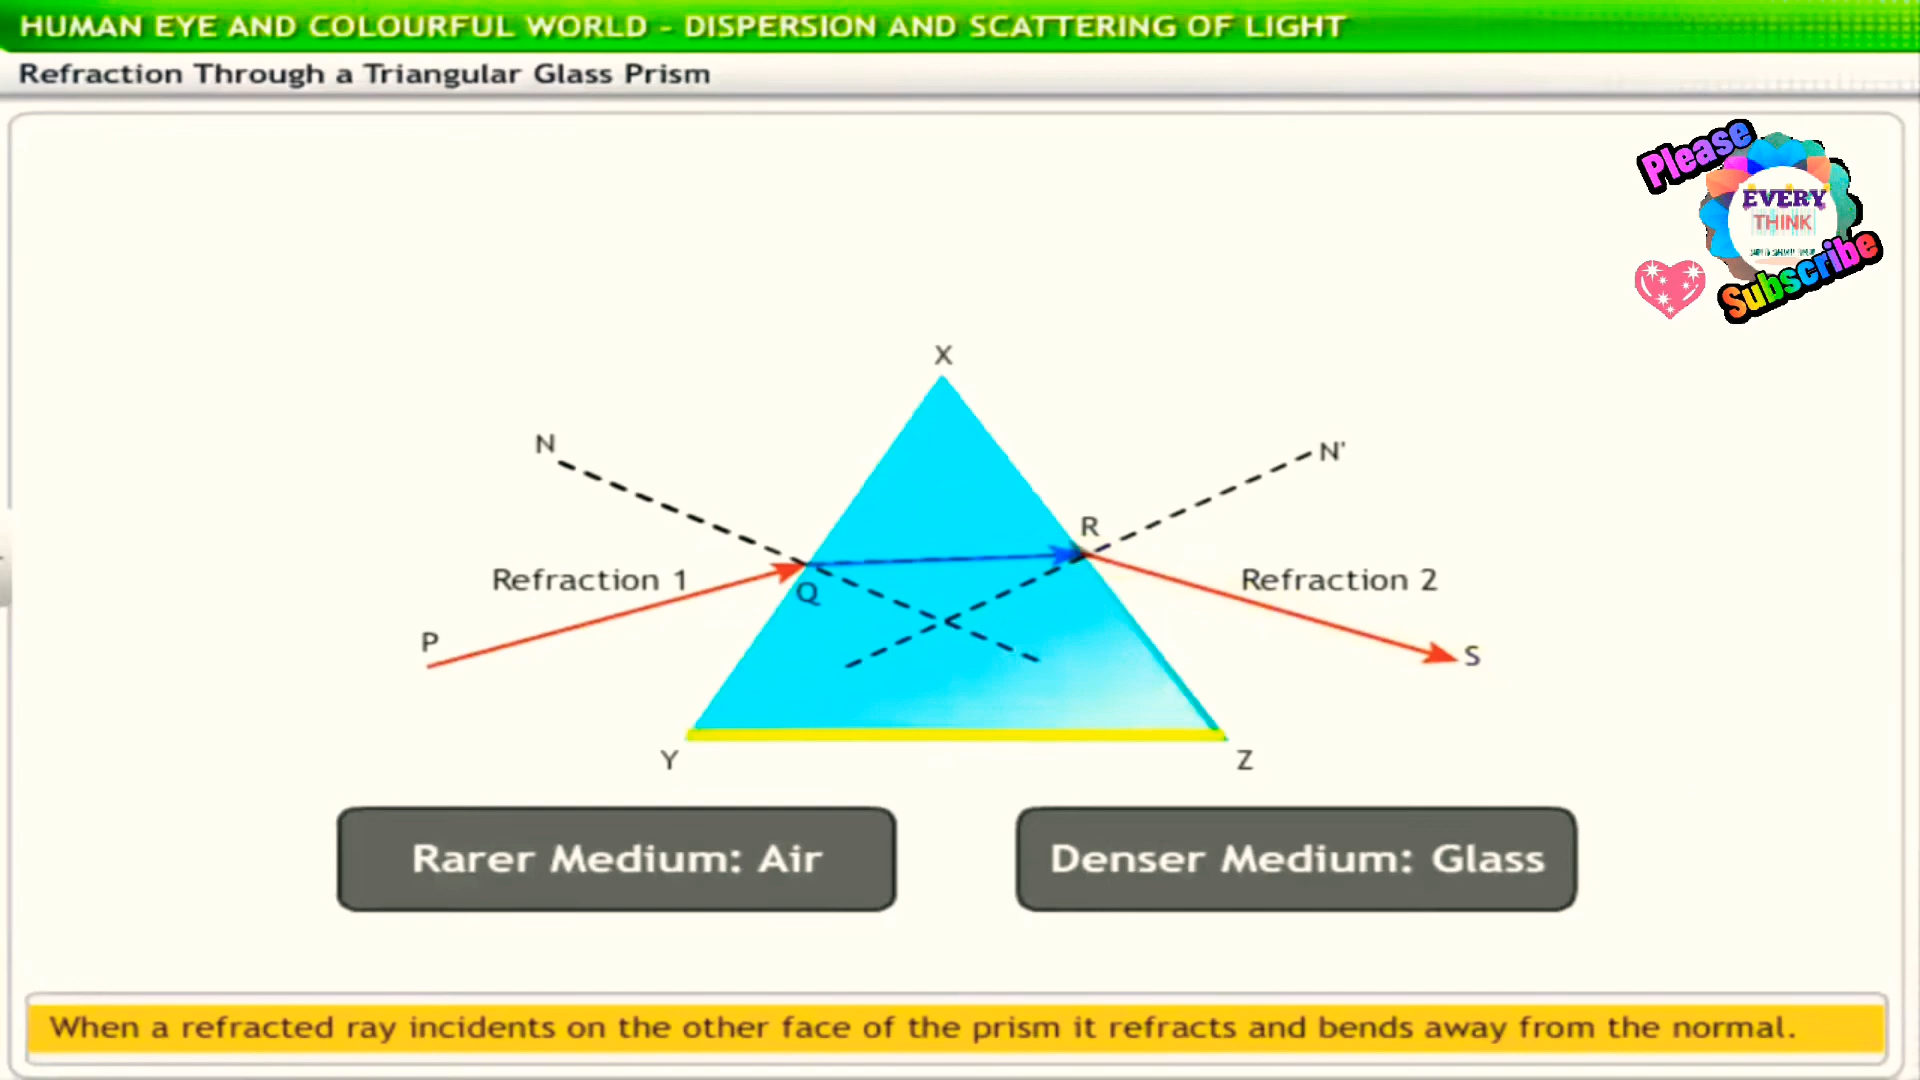 HUMAN EYE AND COLOURFUL WORLD - DISPERSION AND SCATTERING OF LIGHT
Refraction Through a Triangular Glass Prism
Please
EVERY
THINK
Subscribe
X
N
N'
R
Refraction 1
Q
Refraction 2
P
S
Y
Z
Rarer Medium: Air
Denser Medium: Glass
When a refracted ray incidents on the other face of the prism it refracts and bends away from the normal.